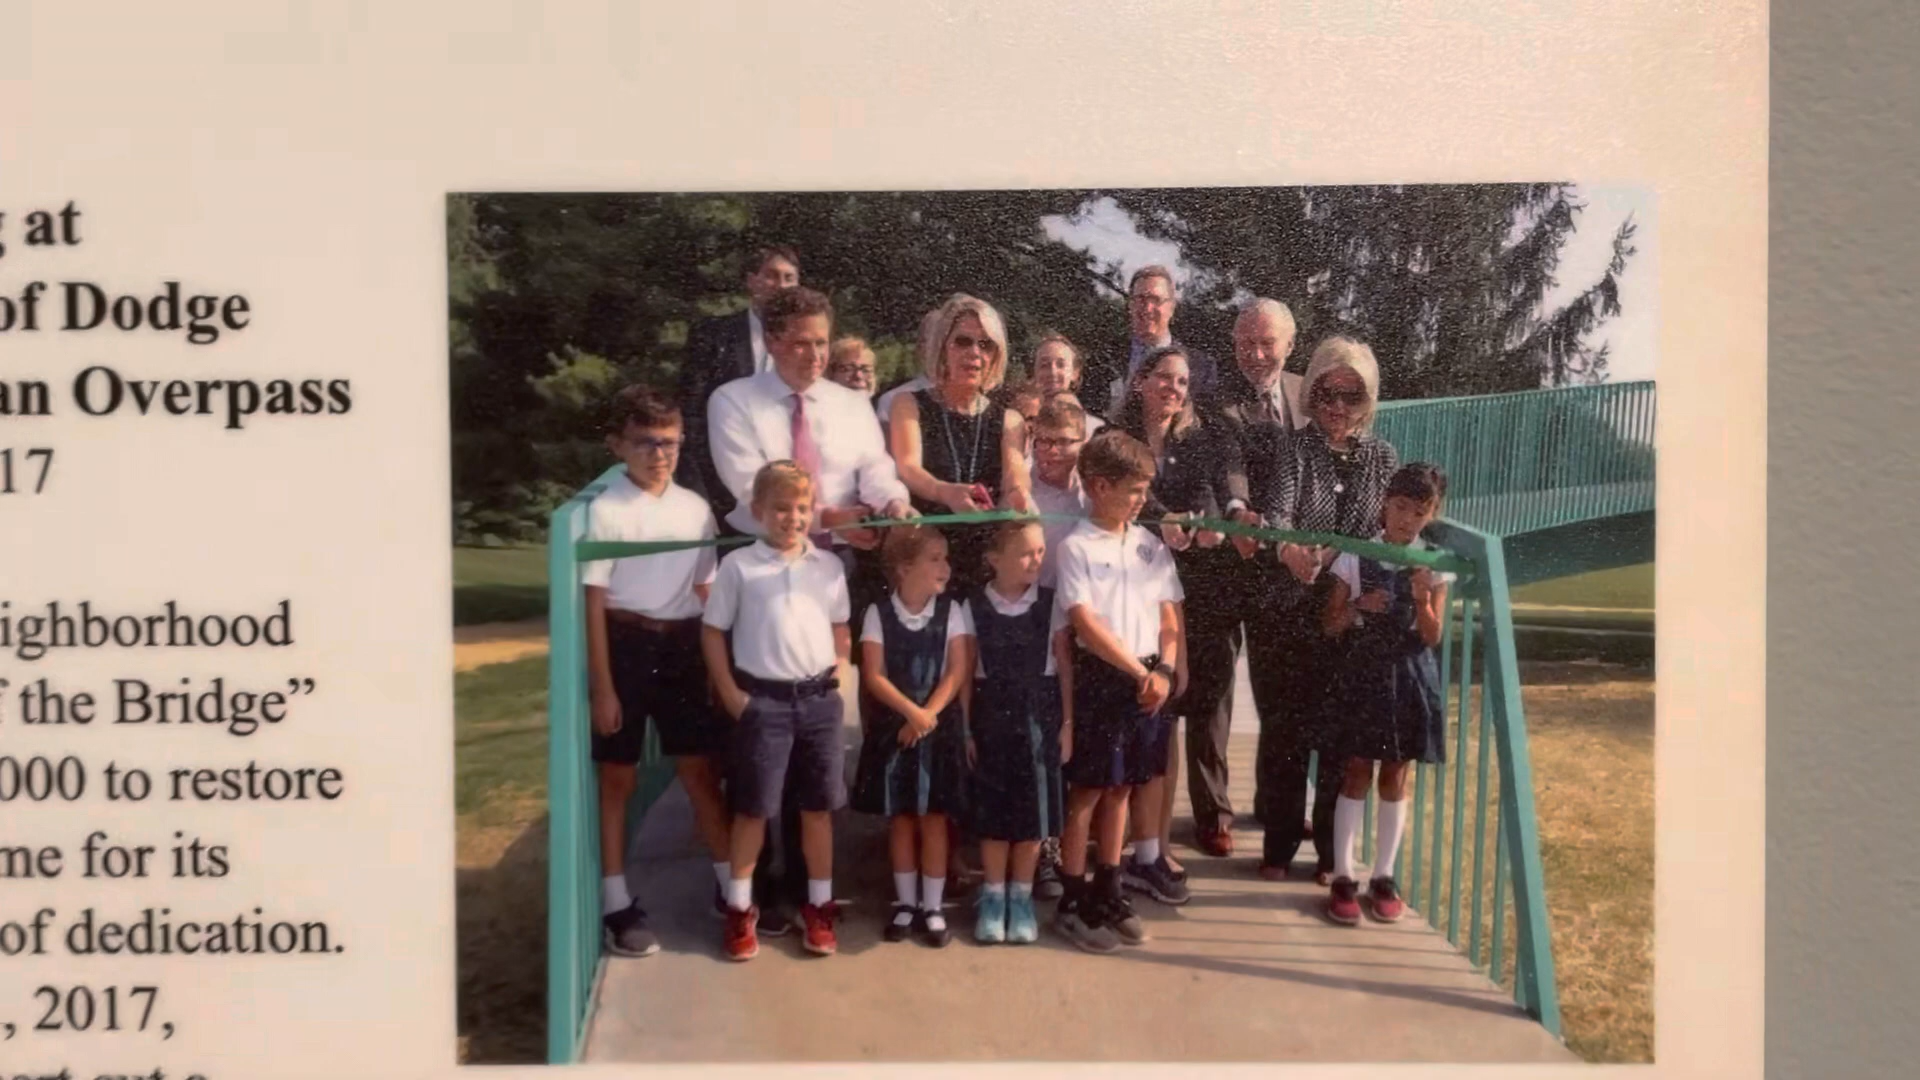 at
of Dodge
an Overpass
17
ighborhood
the Bridge”
000 to restore
me for its
of dedication.
, 2017,